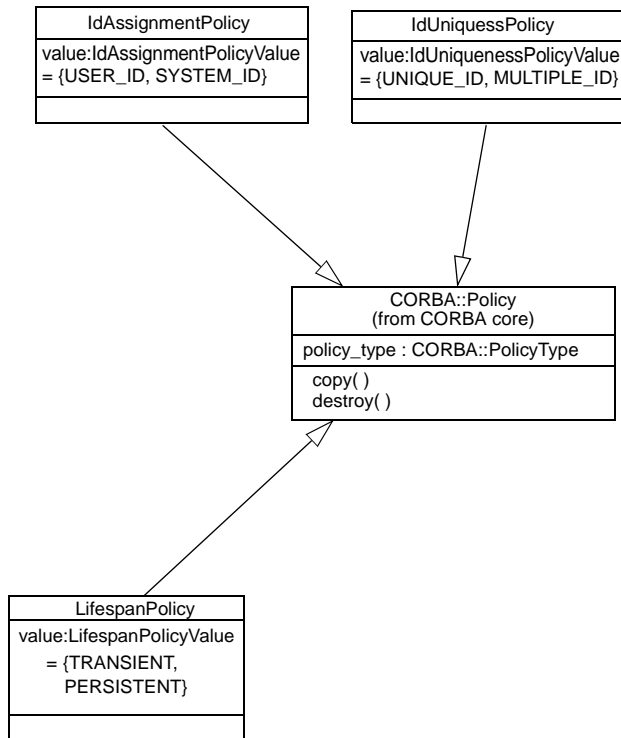 IdAssignmentPolicy
value:IdAssignmentPolicyValue
= {USER_ID, SYSTEM_ID}
IdUniquessPolicy
value:IdUniquenessPolicyValue
= {UNIQUE_ID, MULTIPLE_ID}
CORBA::Policy
(from CORBA core)
policy_type : CORBA::PolicyType
copy( )
destroy( )
LifespanPolicy
value:LifespanPolicyValue
= {TRANSIENT,
PERSISTENT}